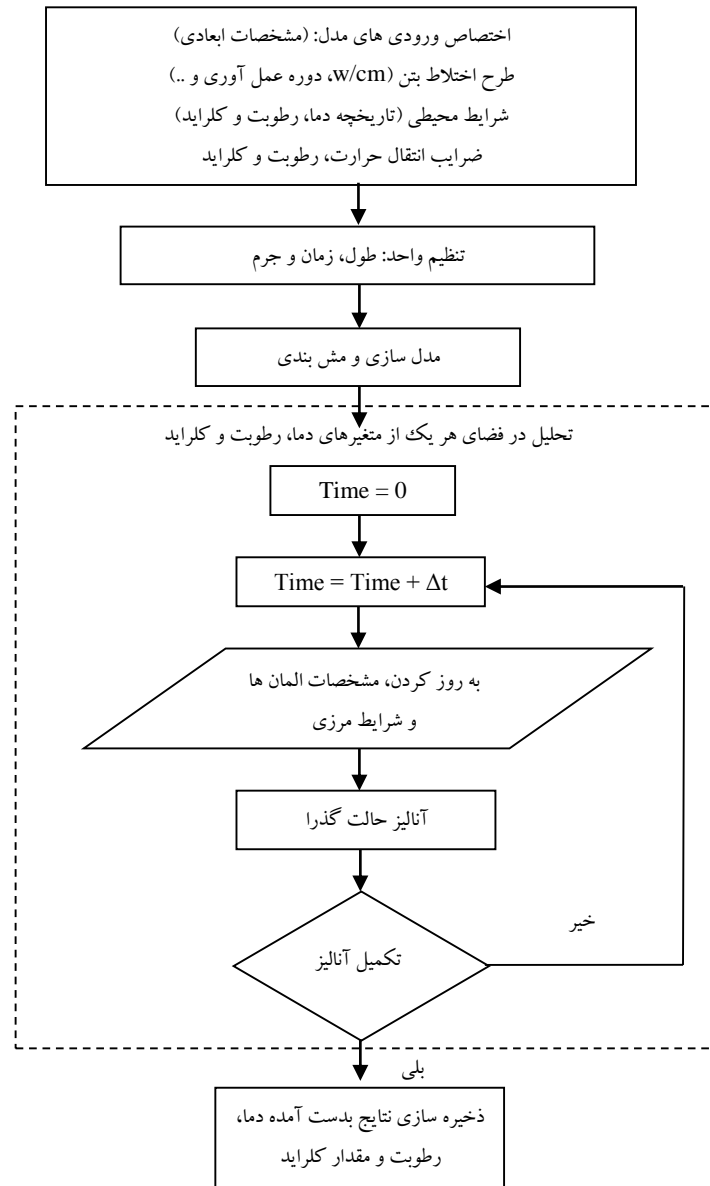 اختصاص ورودی های مدل: (مشخصات ابعادی)
طرح اختلاط بتن (w/cm، دوره عمل آوری و ..)
شرایط محیطی (تاریخچه دما، رطوبت و کلراید)
ضرایب انتقال حرارت، رطوبت و کلراید
تنظیم واحد: طول، زمان و جرم
مدل سازی و مش بندی
تحلیل در فضای هر یک از متغیرهای دما، رطوبت و کلراید
Time = 0
Time = Time + Δt
به روز کردن، مشخصات المان ها
و شرایط مرزی
آنالیز حالت گذرا
خیر
تکمیل آنالیز
بلی
ذخیره سازی نتایج بدست آمده دما،
رطوبت و مقدار کلراید